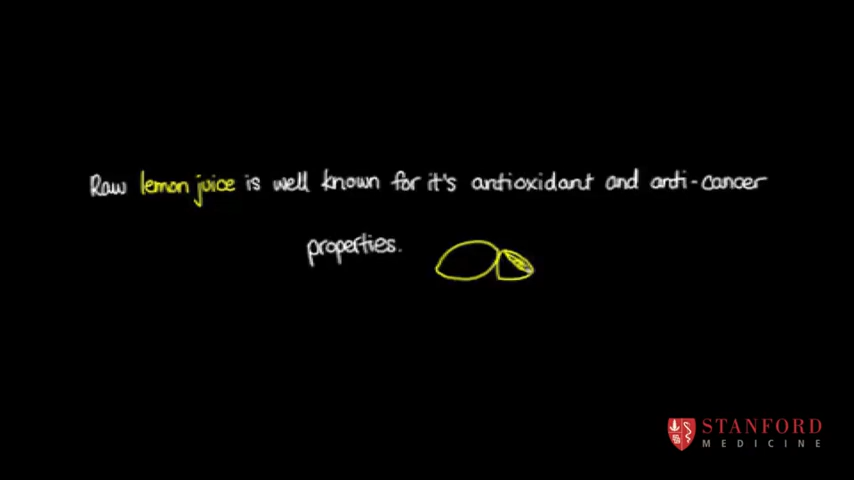 Raw lemon juice is well known for it's antioxidant and anti-cancer
properties.
STANFORD
MEDICINE